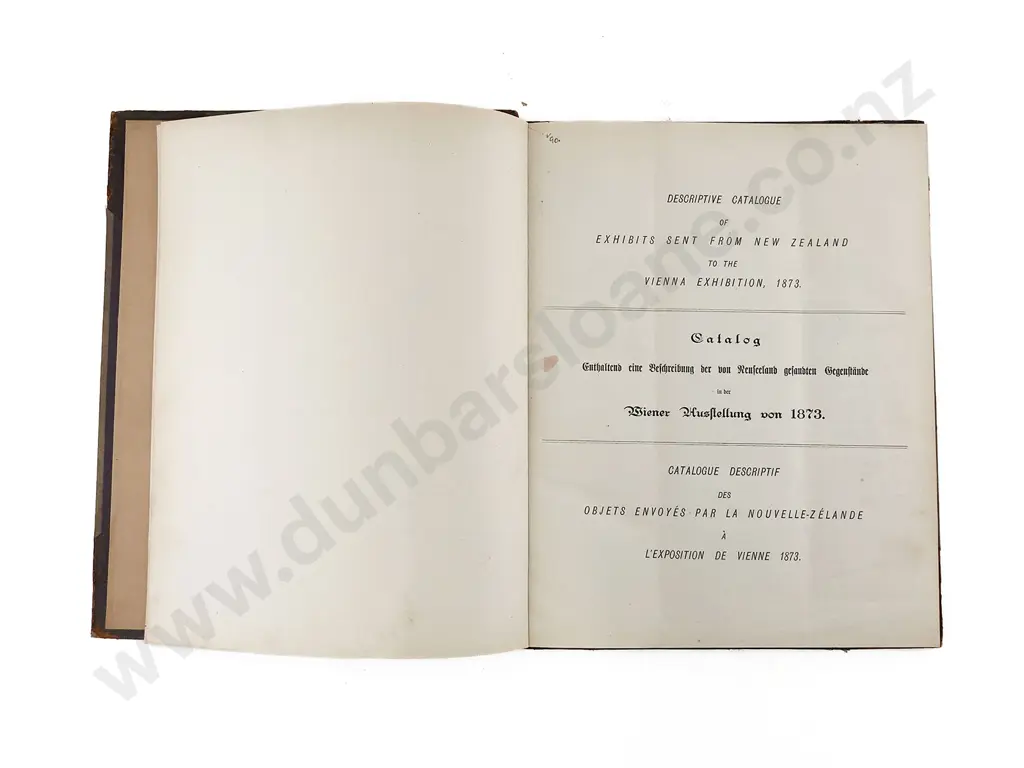 DESCRIPTIVE CATALOGUE
OF
EXHIBITS SENT FROM NEW ZEALAND
TO THE
VIENNA EXHIBITION, 1873.
Catalog
Enthaltend eine Beschreibung der von Neuseeland gesandten Gegenstände
in der
Wiener Ausstellung von 1873.
CATALOGUE DESCRIPTIF
DES
OBJETS ENVOYÉS PAR LA NOUVELLE-ZÉLANDE
À
L'EXPOSITION DE VIENNE 1873.
www.dunbarsloane.co.nz